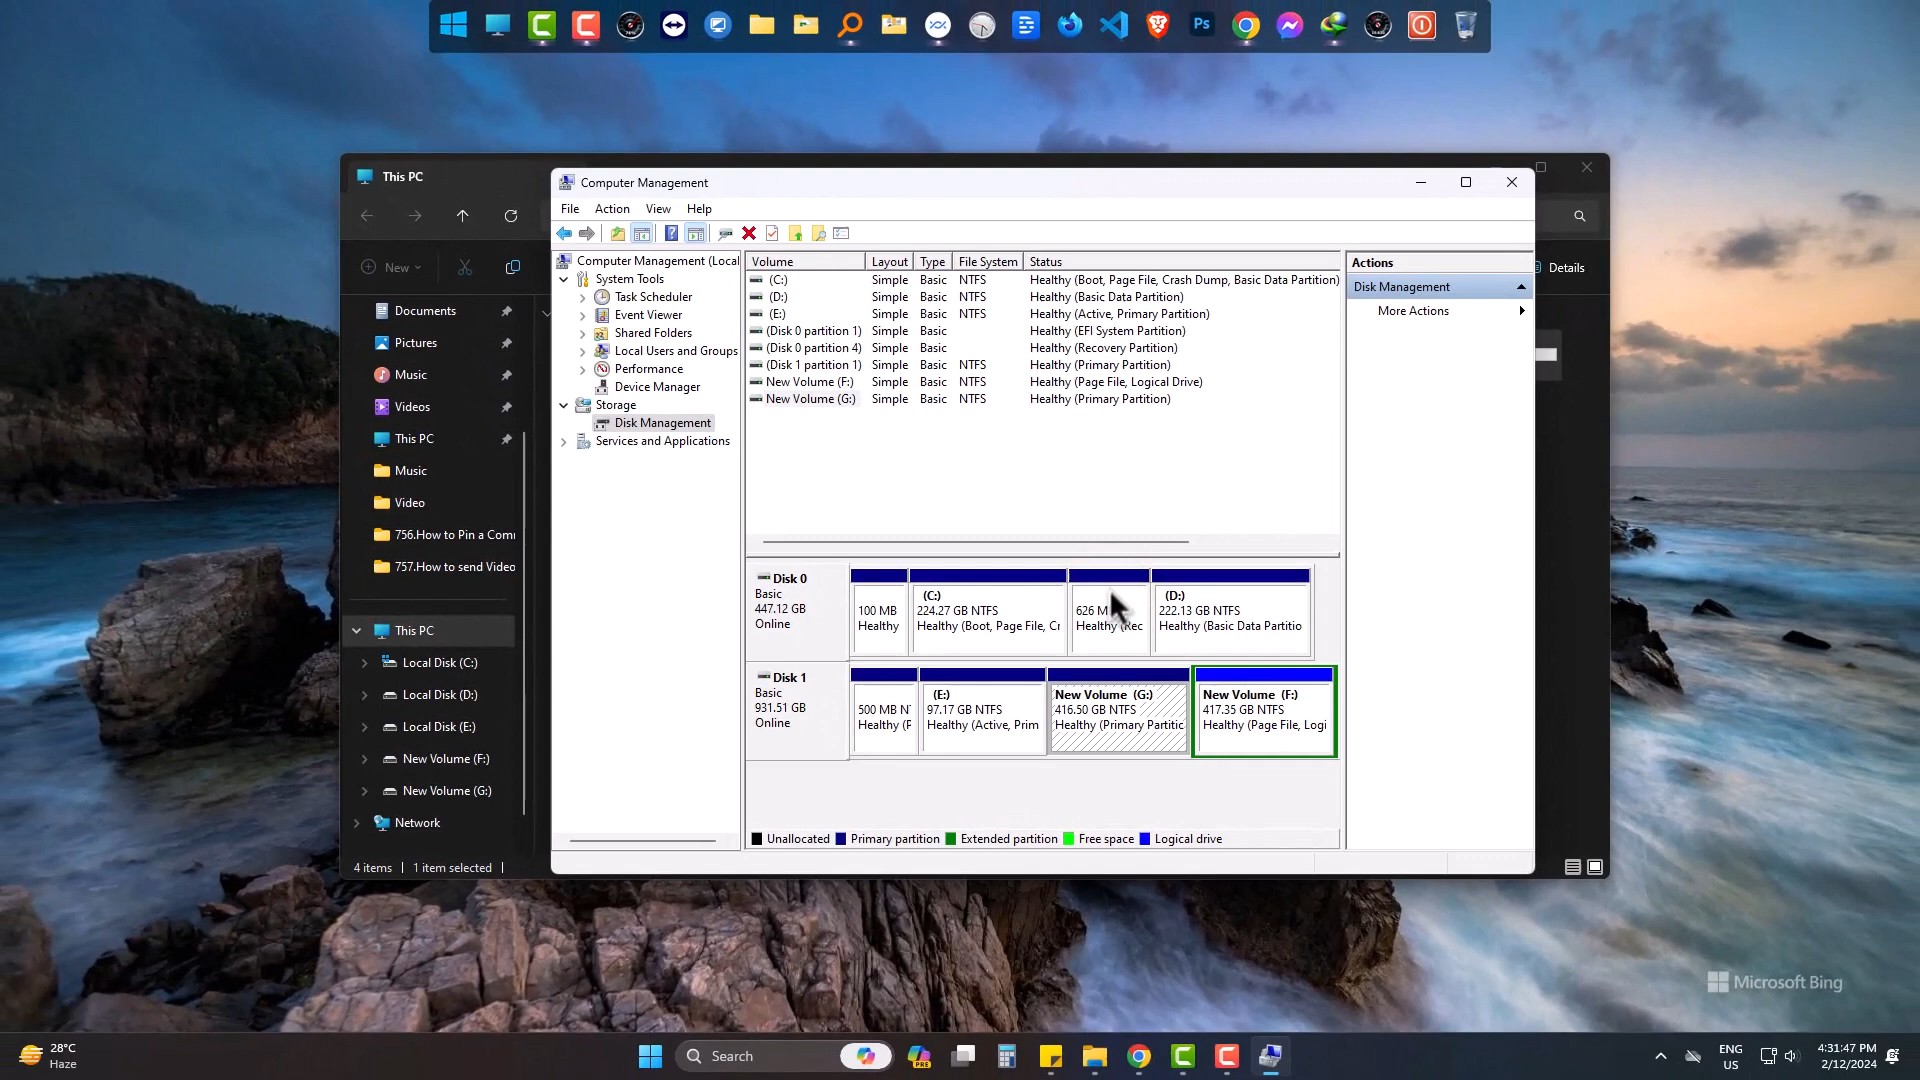 This PC
Computer Management
File Action View Help
New
Details
Documents
Pictures
Music
Videos
This PC
Music
Video
756.How to Pin a Comm
757.How to send Video
This PC
Local Disk (C:)
Local Disk (D:)
Local Disk (E:)
New Volume (F:)
New Volume (G:)
Network
4 items
1 item selected
Computer Management (Local
System Tools
Task Scheduler
Event Viewer
Shared Folders
Local Users and Groups
Performance
Device Manager
Storage
Disk Management
Services and Applications
Volume Layout Type File System Status
(C:) Simple Basic NTFS Healthy (Boot, Page File, Crash Dump, Basic Data Partition)
(D:) Simple Basic NTFS Healthy (Basic Data Partition)
(E:) Simple Basic NTFS Healthy (Active, Primary Partition)
(Disk 0 partition 1) Simple Basic Healthy (EFI System Partition)
(Disk 0 partition 4) Simple Basic Healthy (Recovery Partition)
(Disk 1 partition 1) Simple Basic NTFS Healthy (Primary Partition)
New Volume (F:) Simple Basic NTFS Healthy (Page File, Logical Drive)
New Volume (G:) Simple Basic NTFS Healthy (Primary Partition)
Actions
Disk Management
More Actions
Disk 0
Basic
447.12 GB
Online
100 MB
Healthy
(C:)
224.27 GB NTFS
Healthy (Boot, Page File, Cr
626 M
Healthy (Rec
(D:)
222.13 GB NTFS
Healthy (Basic Data Partitio
Disk 1
Basic
931.51 GB
Online
500 MB N
Healthy (P
(E:)
97.17 GB NTFS
Healthy (Active, Prim
New Volume (G:)
416.50 GB NTFS
Healthy (Primary Partitic
New Volume (F:)
417.35 GB NTFS
Healthy (Page File, Logi
Unallocated Primary partition Extended partition Free space Logical drive
Microsoft Bing
28°C
Haze
Search
ENG
US
4:31:47 PM
2/12/2024
Ps
PRE